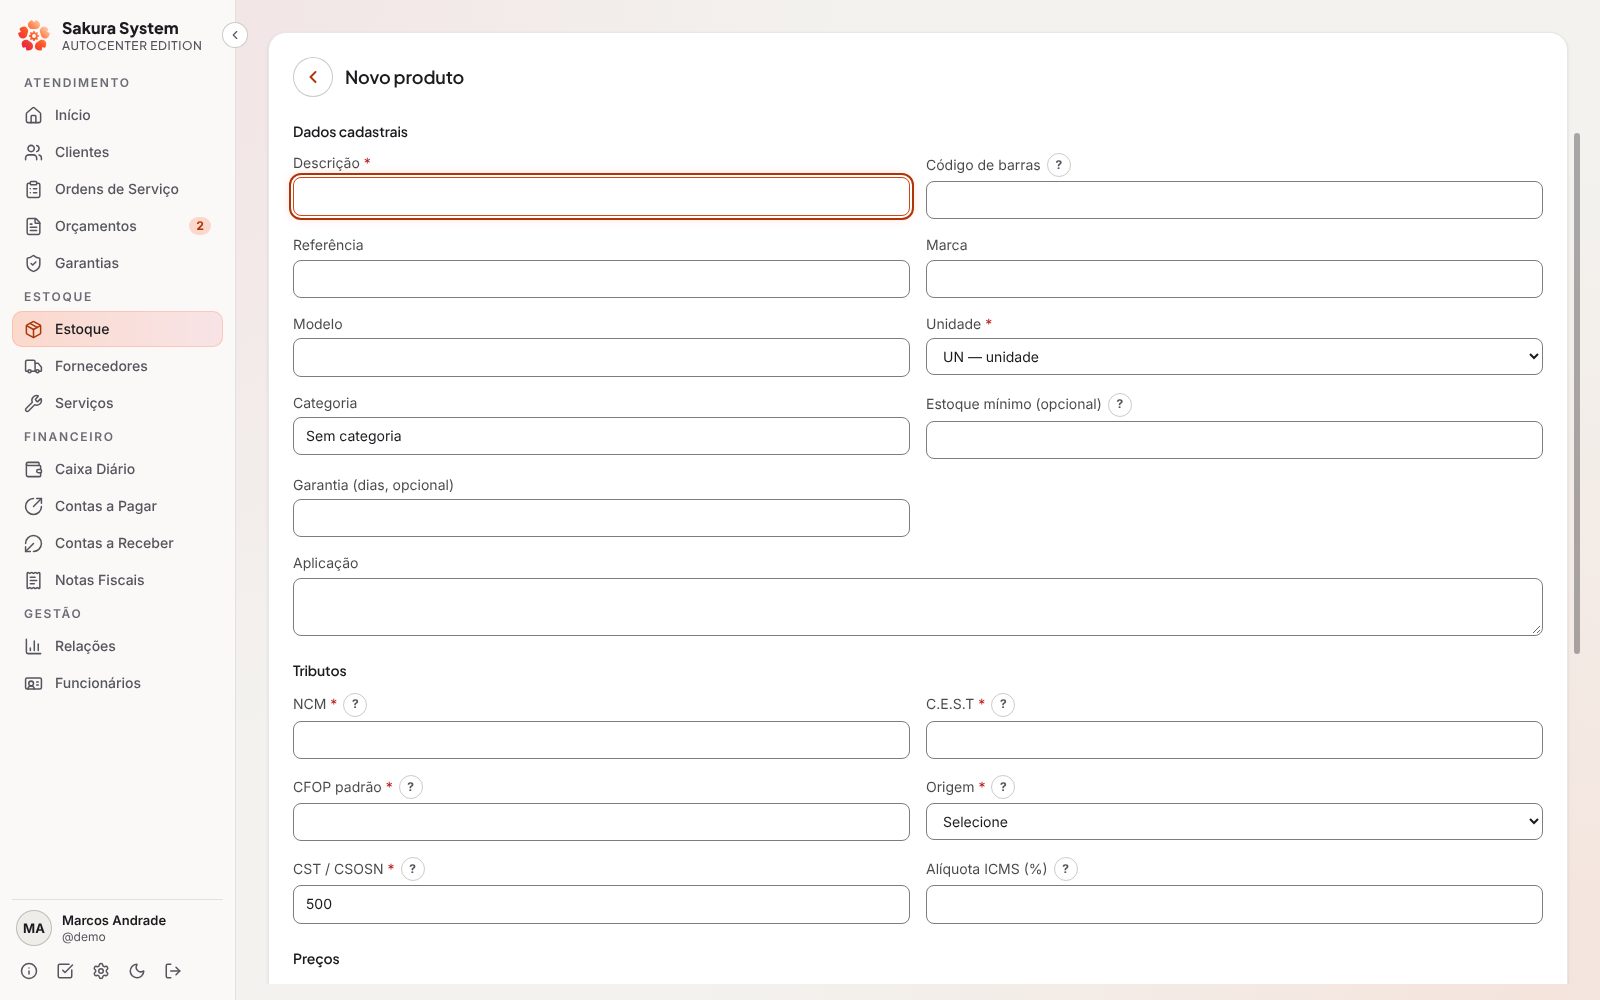 Sakura System
AUTOCENTER EDITION
ATENDIMENTO
Início
Clientes
Ordens de Serviço
Orçamentos 2
Garantias
ESTOQUE
Estoque
Fornecedores
Serviços
FINANCEIRO
Caixa Diário
Contas a Pagar
Contas a Receber
Notas Fiscais
GESTÃO
Relações
Funcionários
MA
Marcos Andrade
@demo
Novo produto
Dados cadastrais
Descrição *
Código de barras ?
Referência
Marca
Modelo
Unidade *
UN — unidade
Categoria
Sem categoria
Estoque mínimo (opcional) ?
Garantia (dias, opcional)
Aplicação
Tributos
NCM * ?
C.E.S.T * ?
CFOP padrão * ?
Origem * ?
Selecione
CST / CSOSN * ?
500
Alíquota ICMS (%) ?
Preços